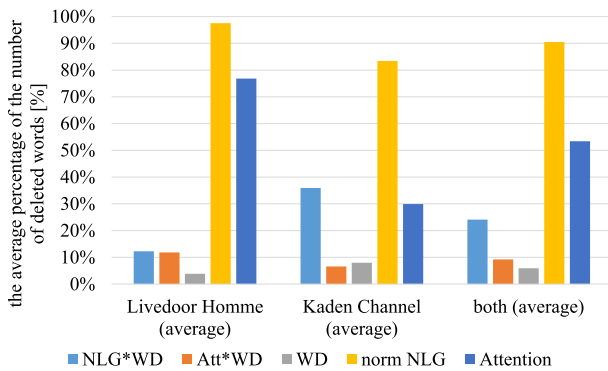 the average percentage of the number
of deleted words [%]
100%
90%
80%
70%
60%
50%
40%
30%
20%
10%
0%
Livedoor Homme
(average)
Kaden Channel
(average)
both (average)
NLG*WD
Att*WD
WD
norm NLG
Attention